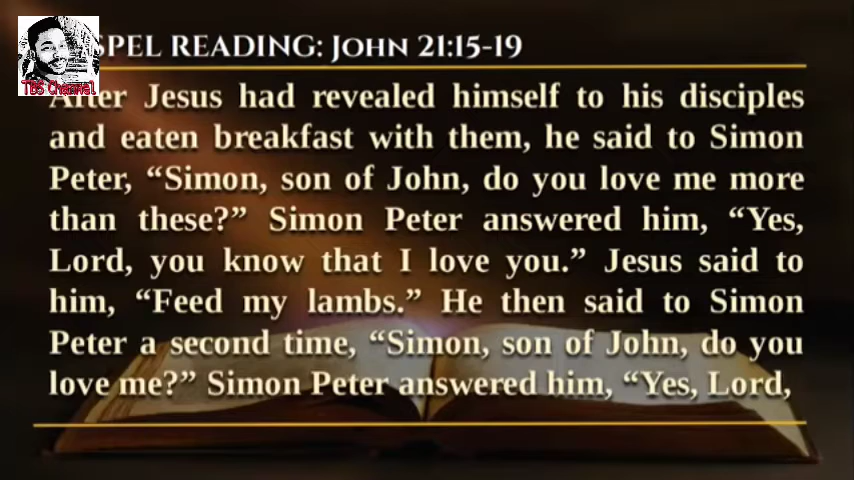 SPEL READING: JOHN 21:15-19
TBS Channel
After Jesus had revealed himself to his disciples
and eaten breakfast with them, he said to Simon
Peter, “Simon, son of John, do you love me more
than these?” Simon Peter answered him, “Yes,
Lord, you know that I love you.” Jesus said to
him, “Feed my lambs.” He then said to Simon
Peter a second time, “Simon, son of John, do you
love me?” Simon Peter answered him, “Yes, Lord,